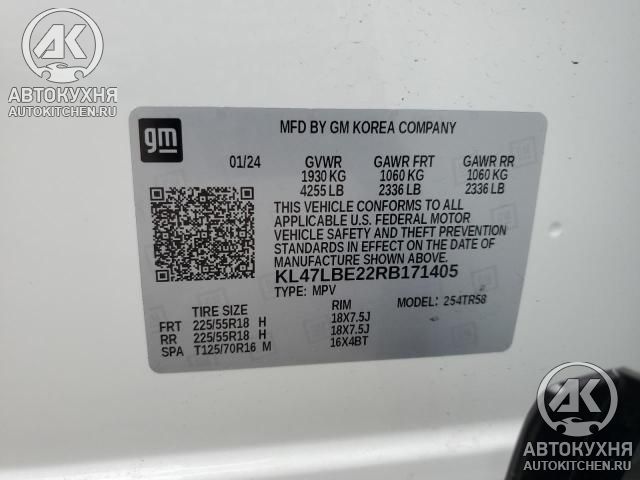 AK
АВТОКУХНЯ
AUTOKITCHEN.RU
gm
MFD BY GM KOREA COMPANY
01/24 GVWR GAWR FRT GAWR RR
1930 KG 1060 KG 1060 KG
4255 LB 2336 LB 2336 LB
THIS VEHICLE CONFORMS TO ALL
APPLICABLE U.S. FEDERAL MOTOR
VEHICLE SAFETY AND THEFT PREVENTION
STANDARDS IN EFFECT ON THE DATE OF
MANUFACTURE SHOWN ABOVE.
KL47LBE22RB171405
TYPE: MPV MODEL: 254TR58
TIRE SIZE RIM
FRT 225/55R18 H 18X7.5J
RR 225/55R18 H 18X7.5J
SPA T125/70R16 M 16X4BT
AK
АВТОКУХНЯ
AUTOKITCHEN.RU